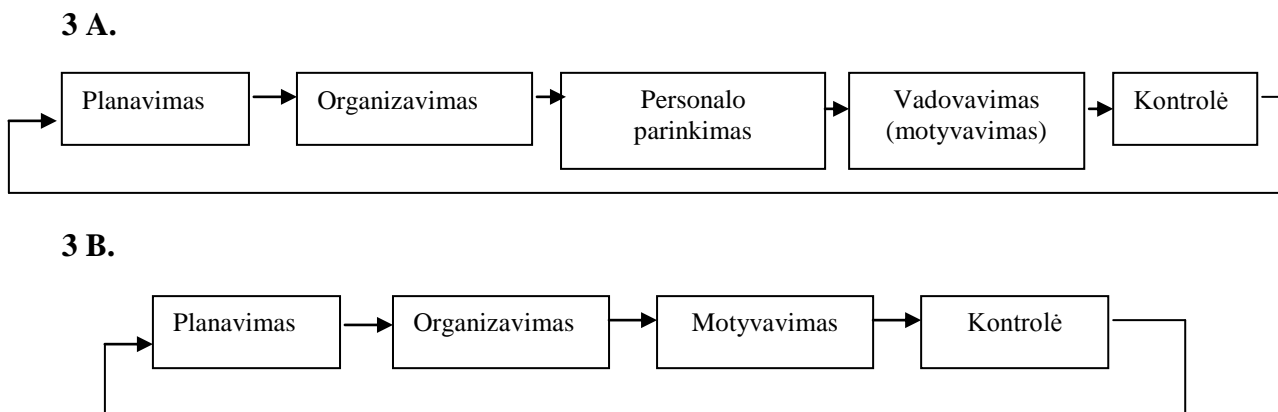 3 A.
Planavimas
Organizavimas
Personalo
parinkimas
Vadovavimas
(motyvavimas)
Kontrolė
3 B.
Planavimas
Organizavimas
Motyvavimas
Kontrolė